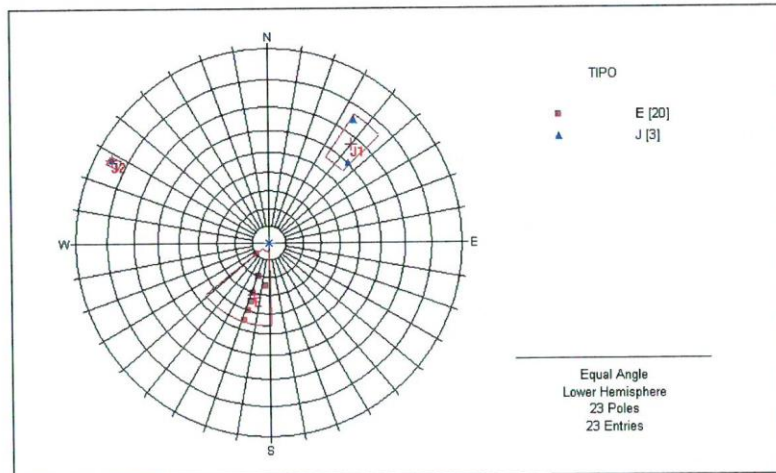 N
TIPO
E [20]
J [3]
J1
W
E
S
Equal Angle
Lower Hemisphere
23 Poles
23 Entries